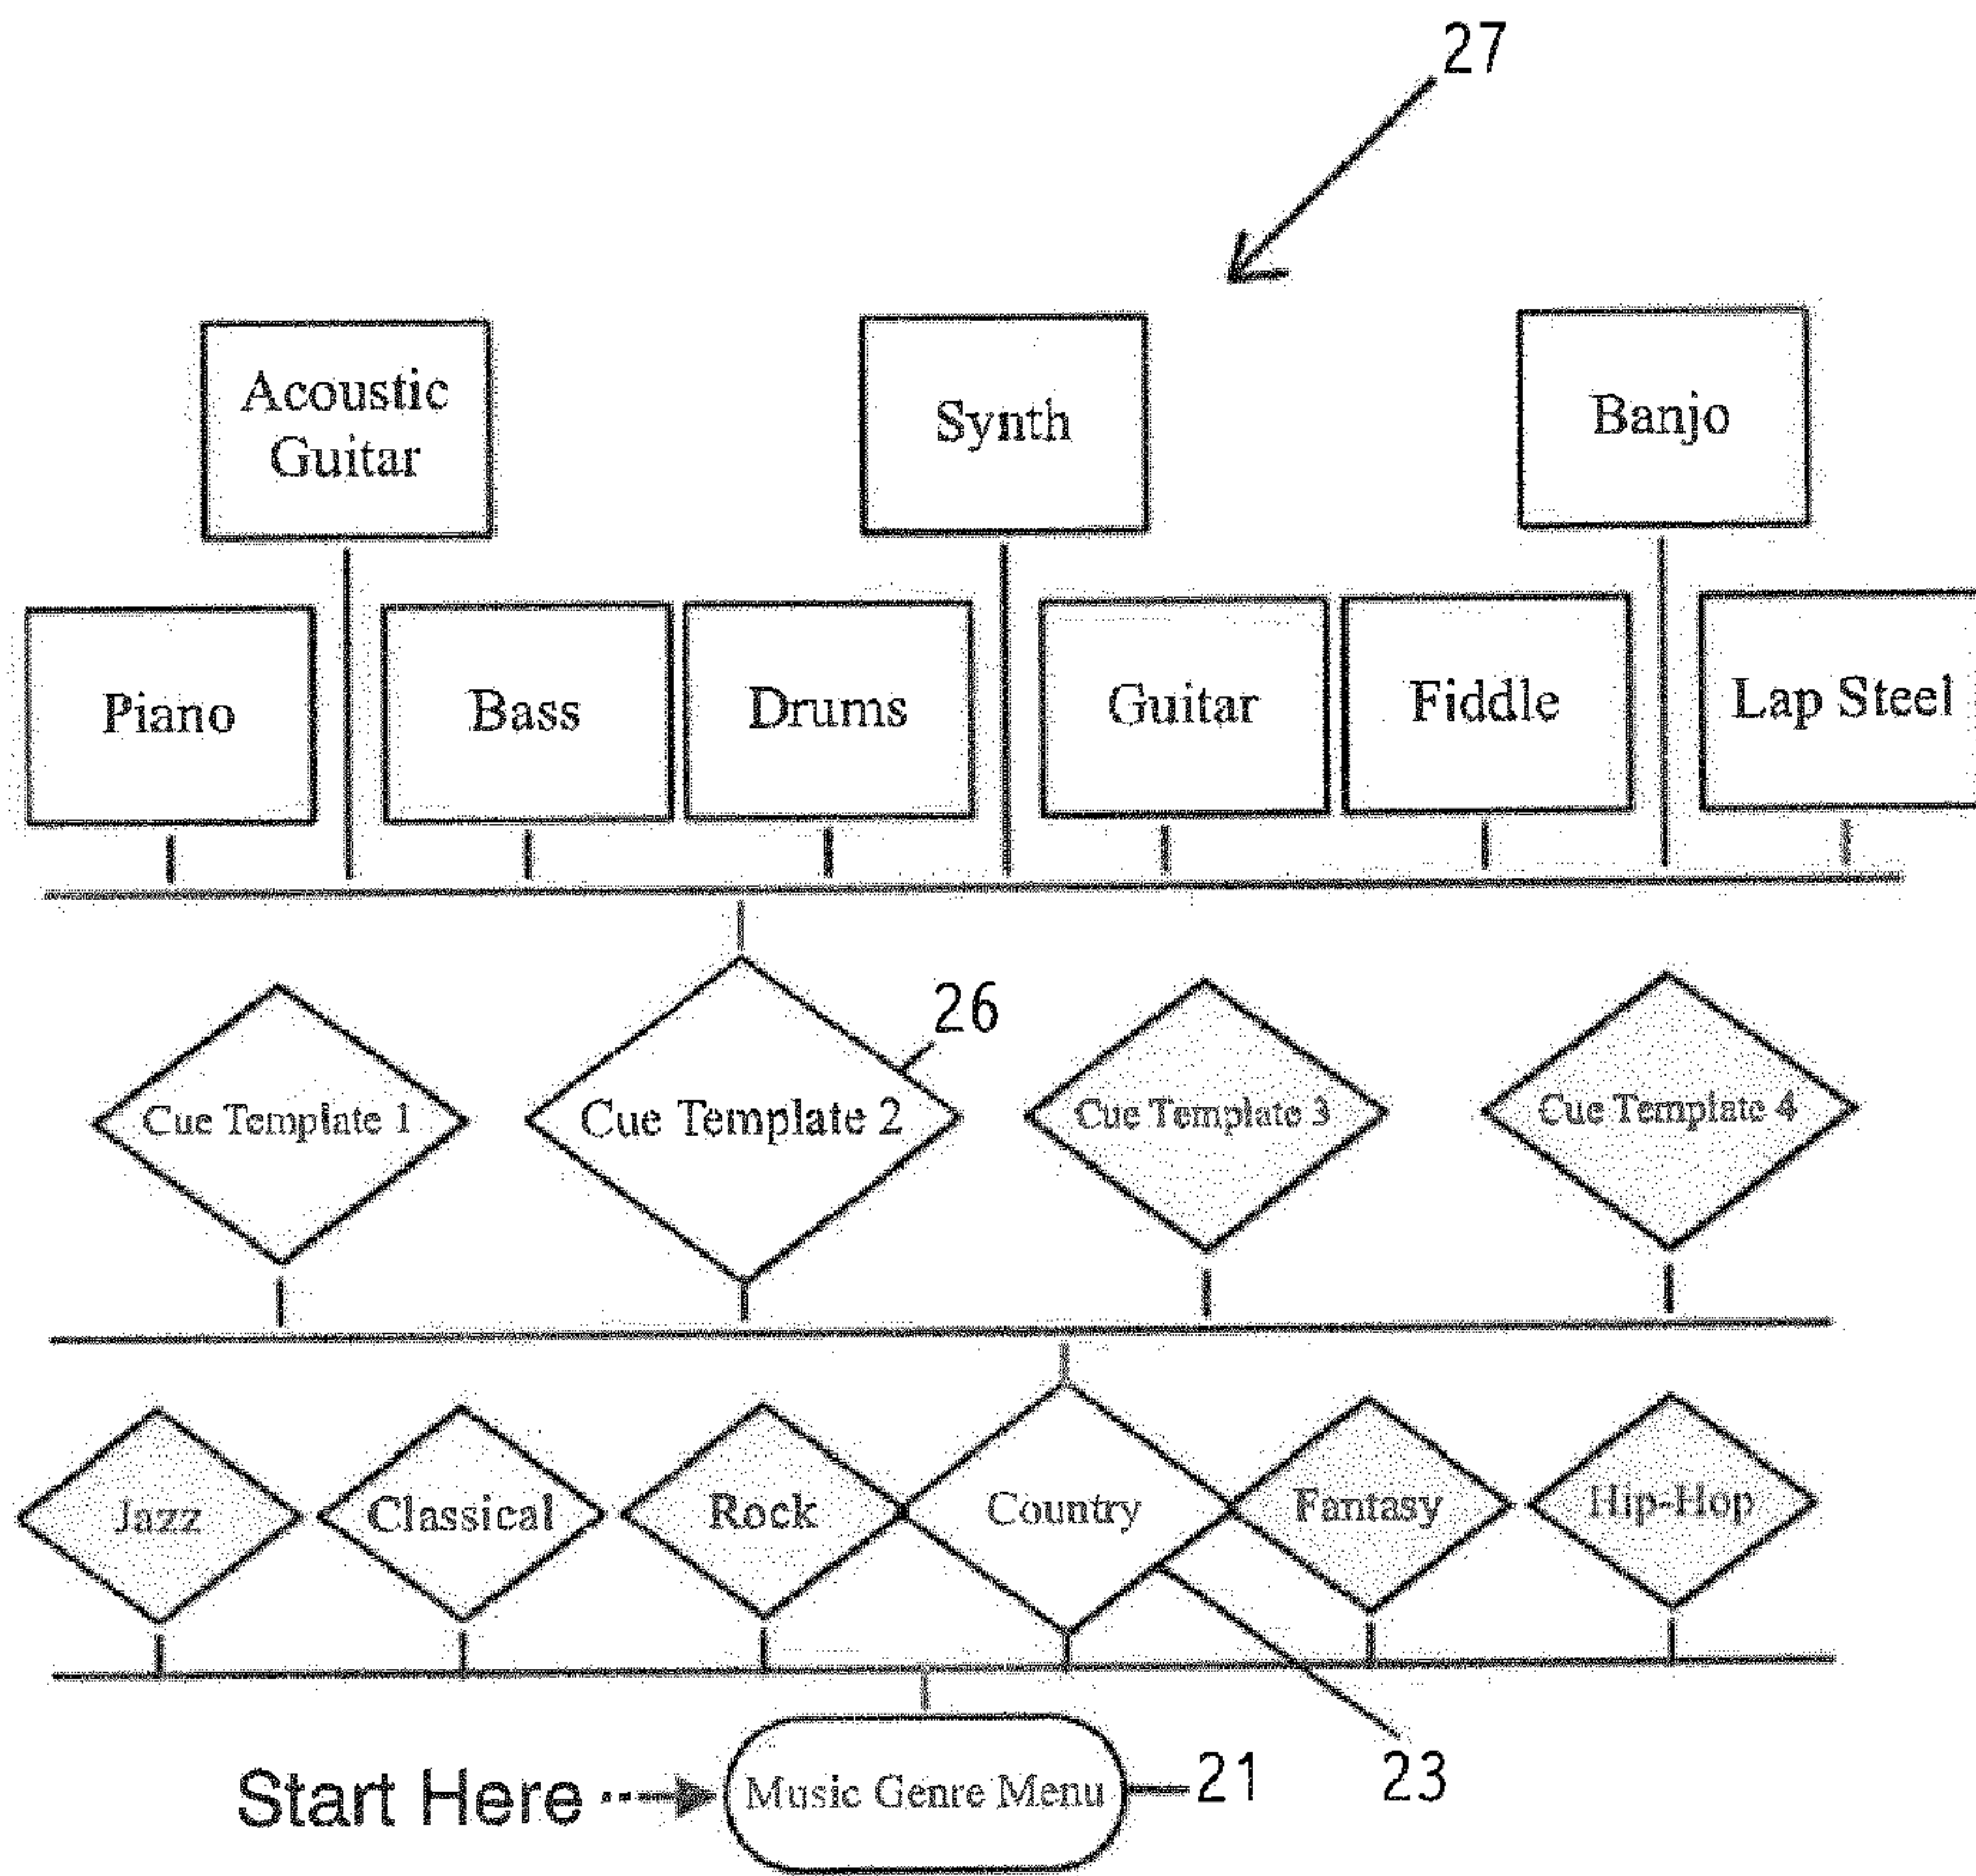 27
Acoustic
Guitar
Synth
Banjo
Piano
Bass
Drums
Guitar
Fiddle
Lap Steel
26
Cue Template 1
Cue Template 2
Cue Template 3
Cue Template 4
Jazz
Classical
Rock
Country
Fantasy
Hip-Hop
Start Here
Music Genre Menu
21
23